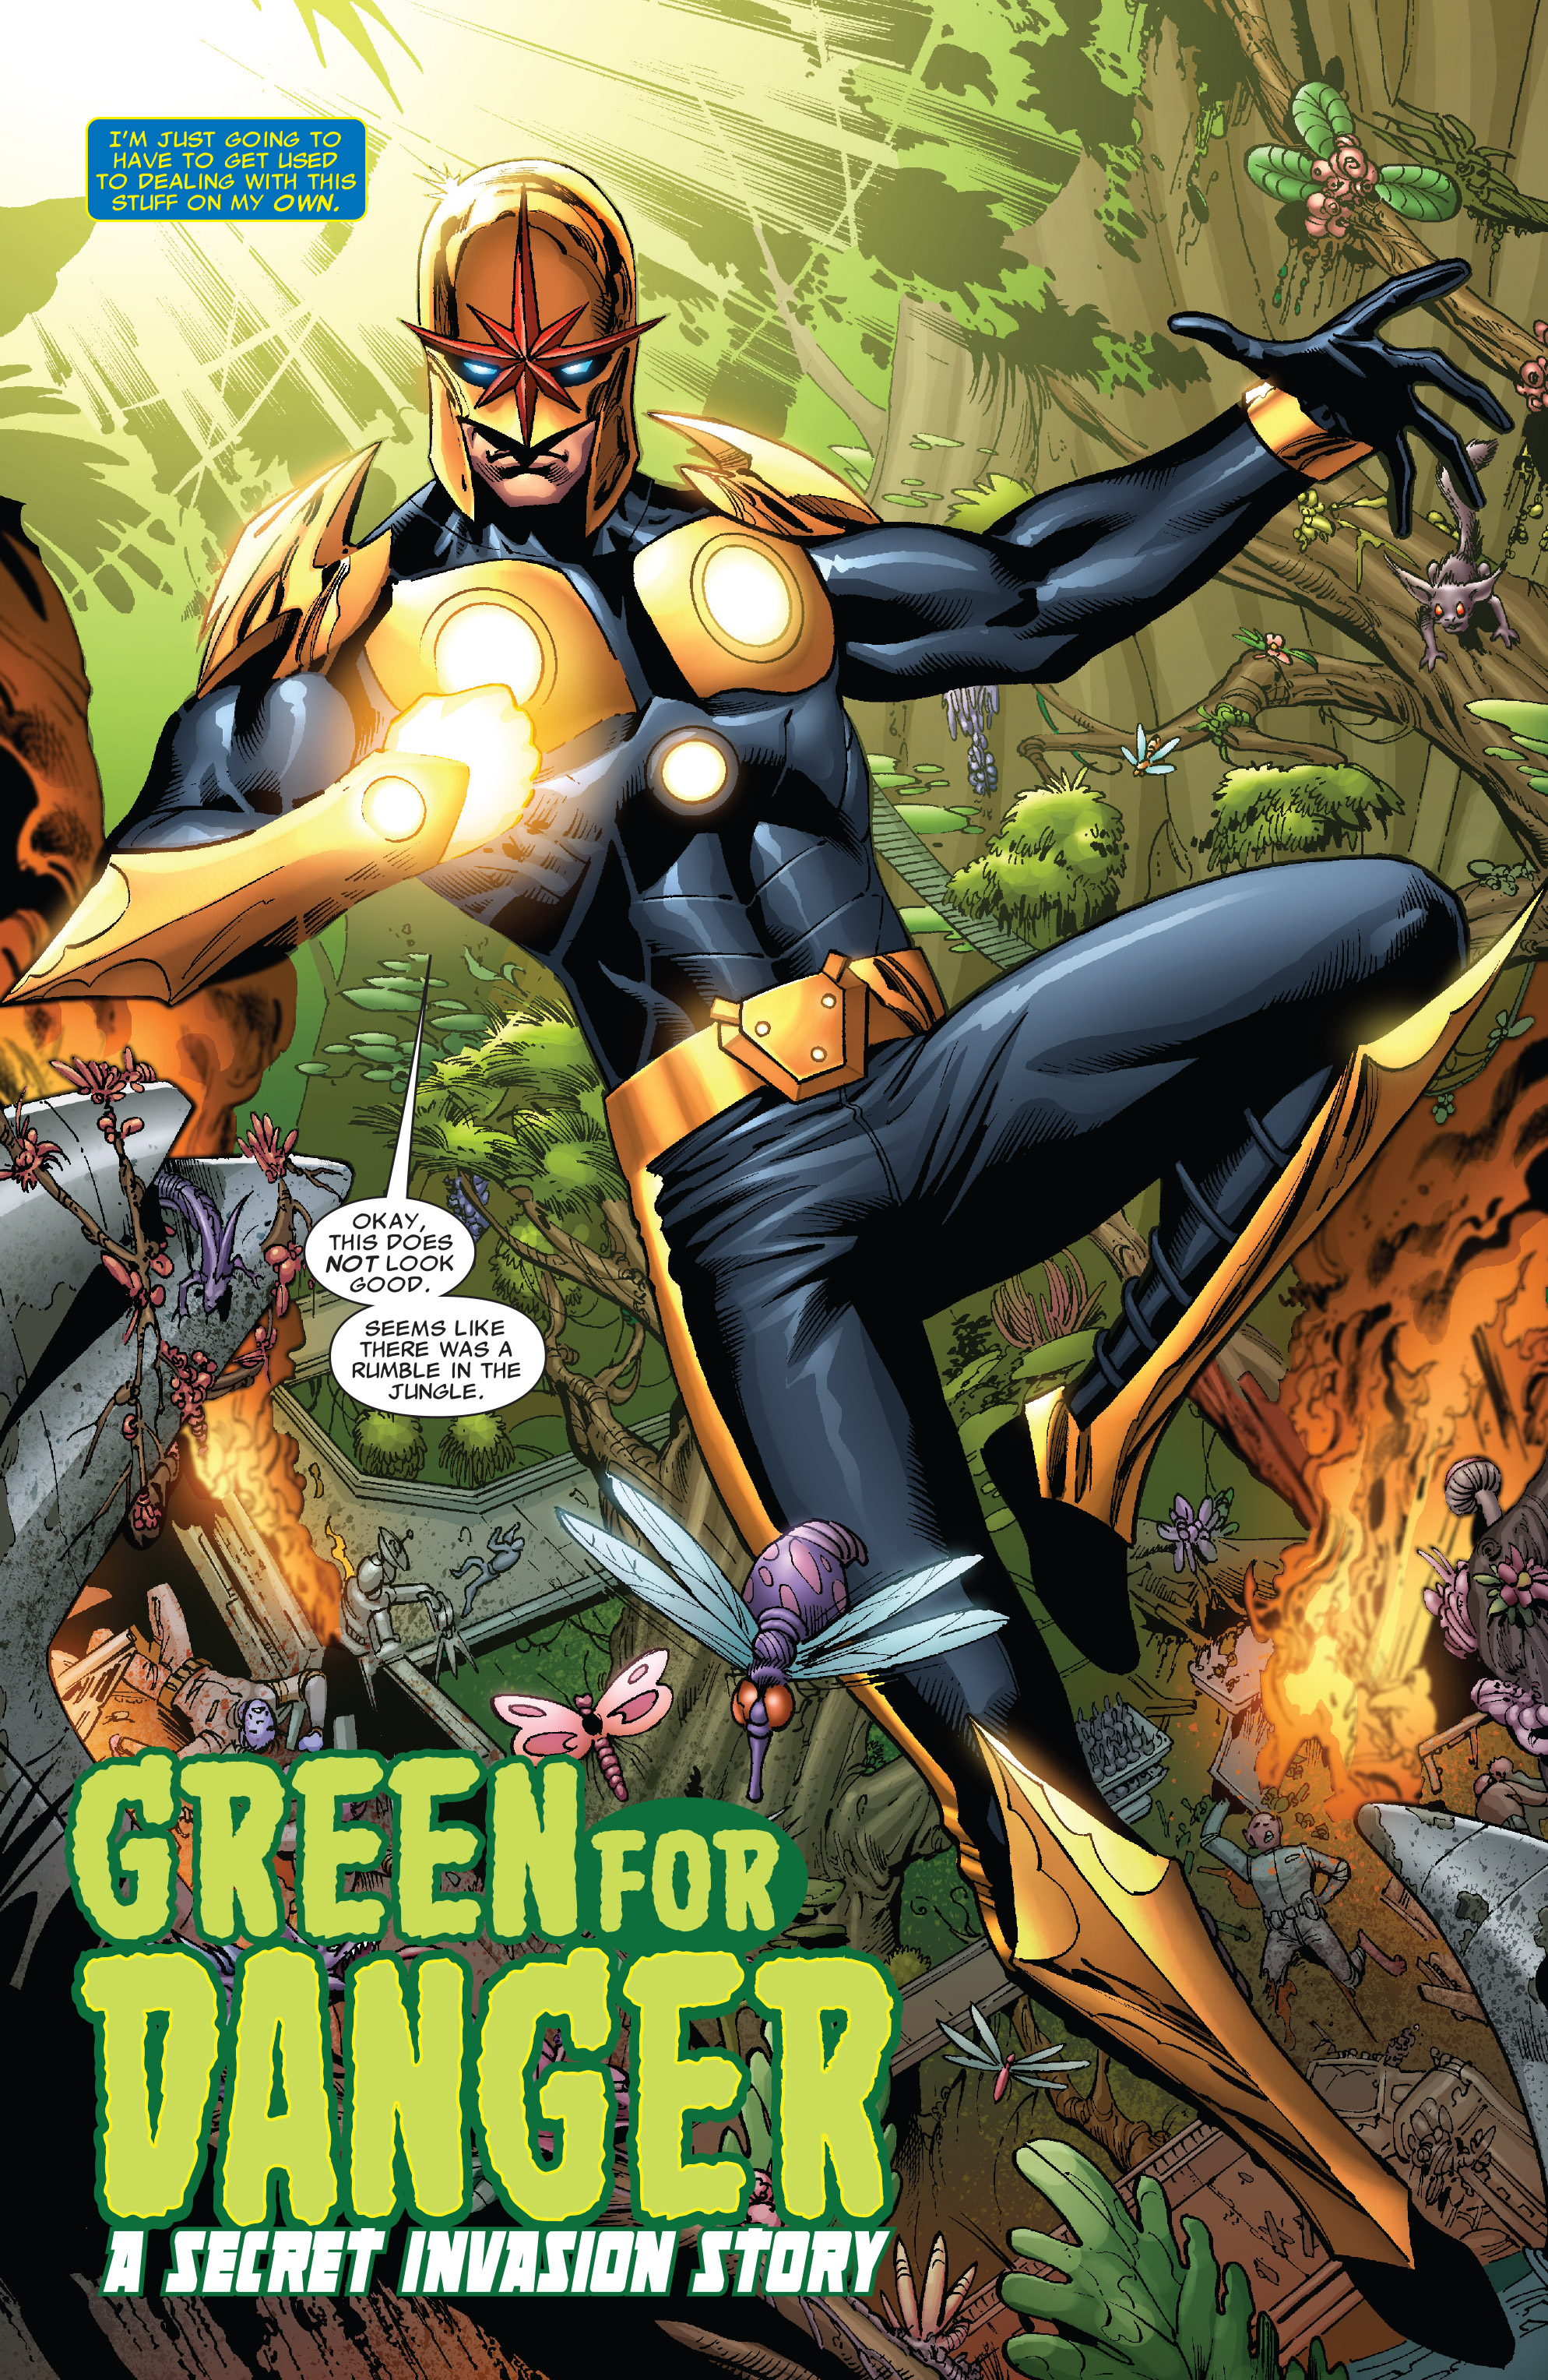 I'M JUST GOING TO
HAVE TO GET USED
TO DEALING WITH THIS
STUFF ON MY OWN.
OKAY,
THIS DOES
NOT LOOK
GOOD.
SEEMS LIKE
THERE WAS A
RUMBLE IN THE
JUNGLE.
GREEN FOR
DANGER
A SECRET INVASION STORY